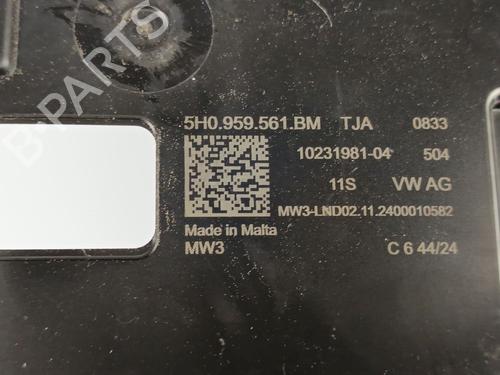 5H0.959.561.BM TJA 0833
10231981-04 504
11S VW AG
MW3-LND02.11.2400010582
Made in Malta
MW3 C 6 44/24
B-PARTS